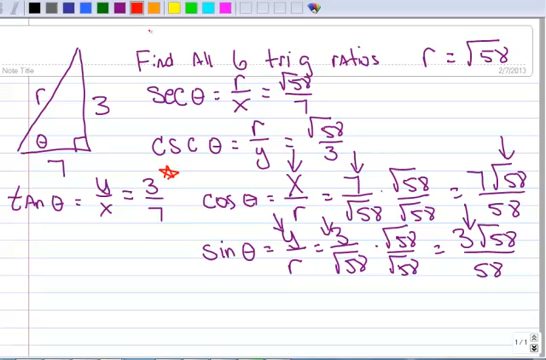 Find All 6 trig ratios r = √58
Note Title
2/7/2013
r
3
θ
7
sec θ = r/x = √58/7
csc θ = r/y = √58/3
tAn θ = y/x = 3/7
cos θ = x/r = 7/√58 · √58/√58 = 7√58/58
sin θ = y/r = 3/√58 · √58/√58 = 3√58/58
1/1